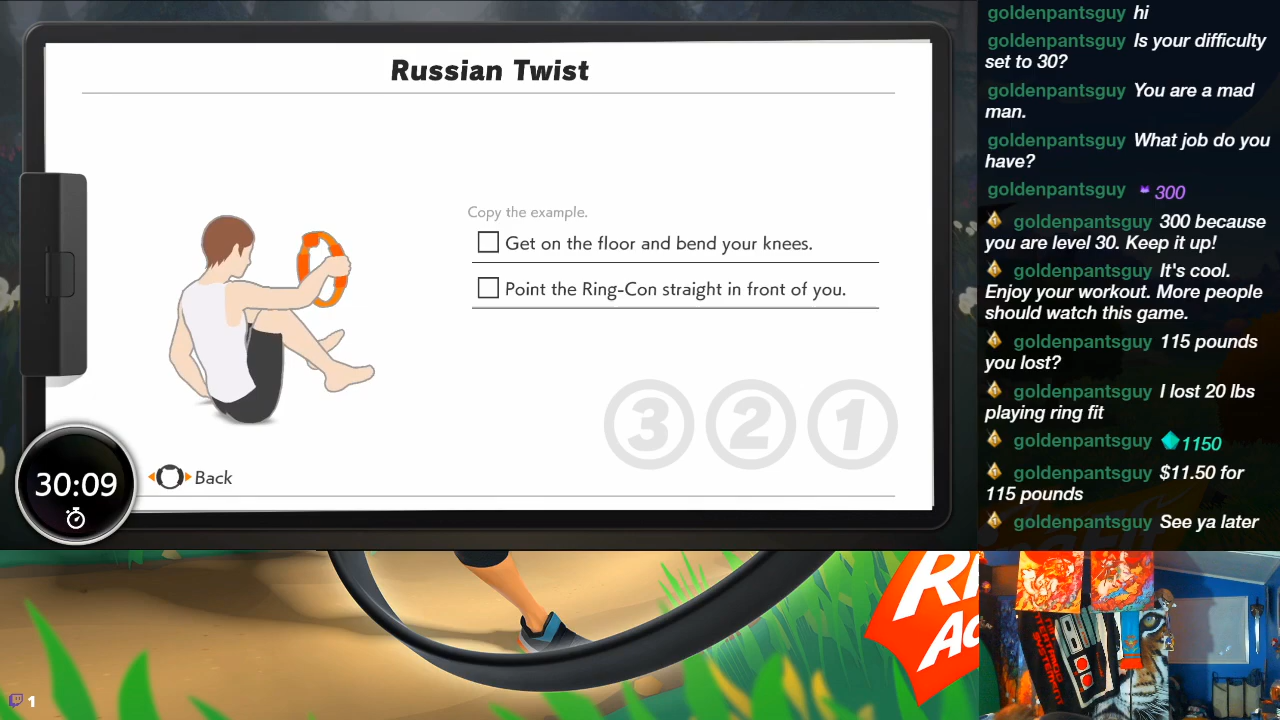 Russian Twist
Copy the example.
Get on the floor and bend your knees.
Point the Ring-Con straight in front of you.
3 2 1
Back
30:09
1
goldenpantsguy hi
goldenpantsguy Is your difficulty
set to 30?
goldenpantsguy You are a mad
man.
goldenpantsguy What job do you
have?
goldenpantsguy 300
goldenpantsguy 300 because
you are level 30. Keep it up!
goldenpantsguy It's cool.
Enjoy your workout. More people
should watch this game.
goldenpantsguy 115 pounds
you lost?
goldenpantsguy I lost 20 lbs
playing ring fit
goldenpantsguy 1150
goldenpantsguy $11.50 for
115 pounds
goldenpantsguy See ya later